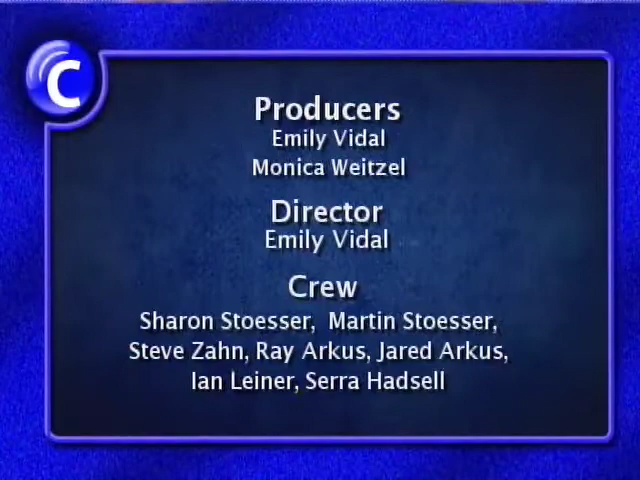 C
Producers
Emily Vidal
Monica Weitzel
Director
Emily Vidal
Crew
Sharon Stoesser, Martin Stoesser,
Steve Zahn, Ray Arkus, Jared Arkus,
Ian Leiner, Serra Hadsell